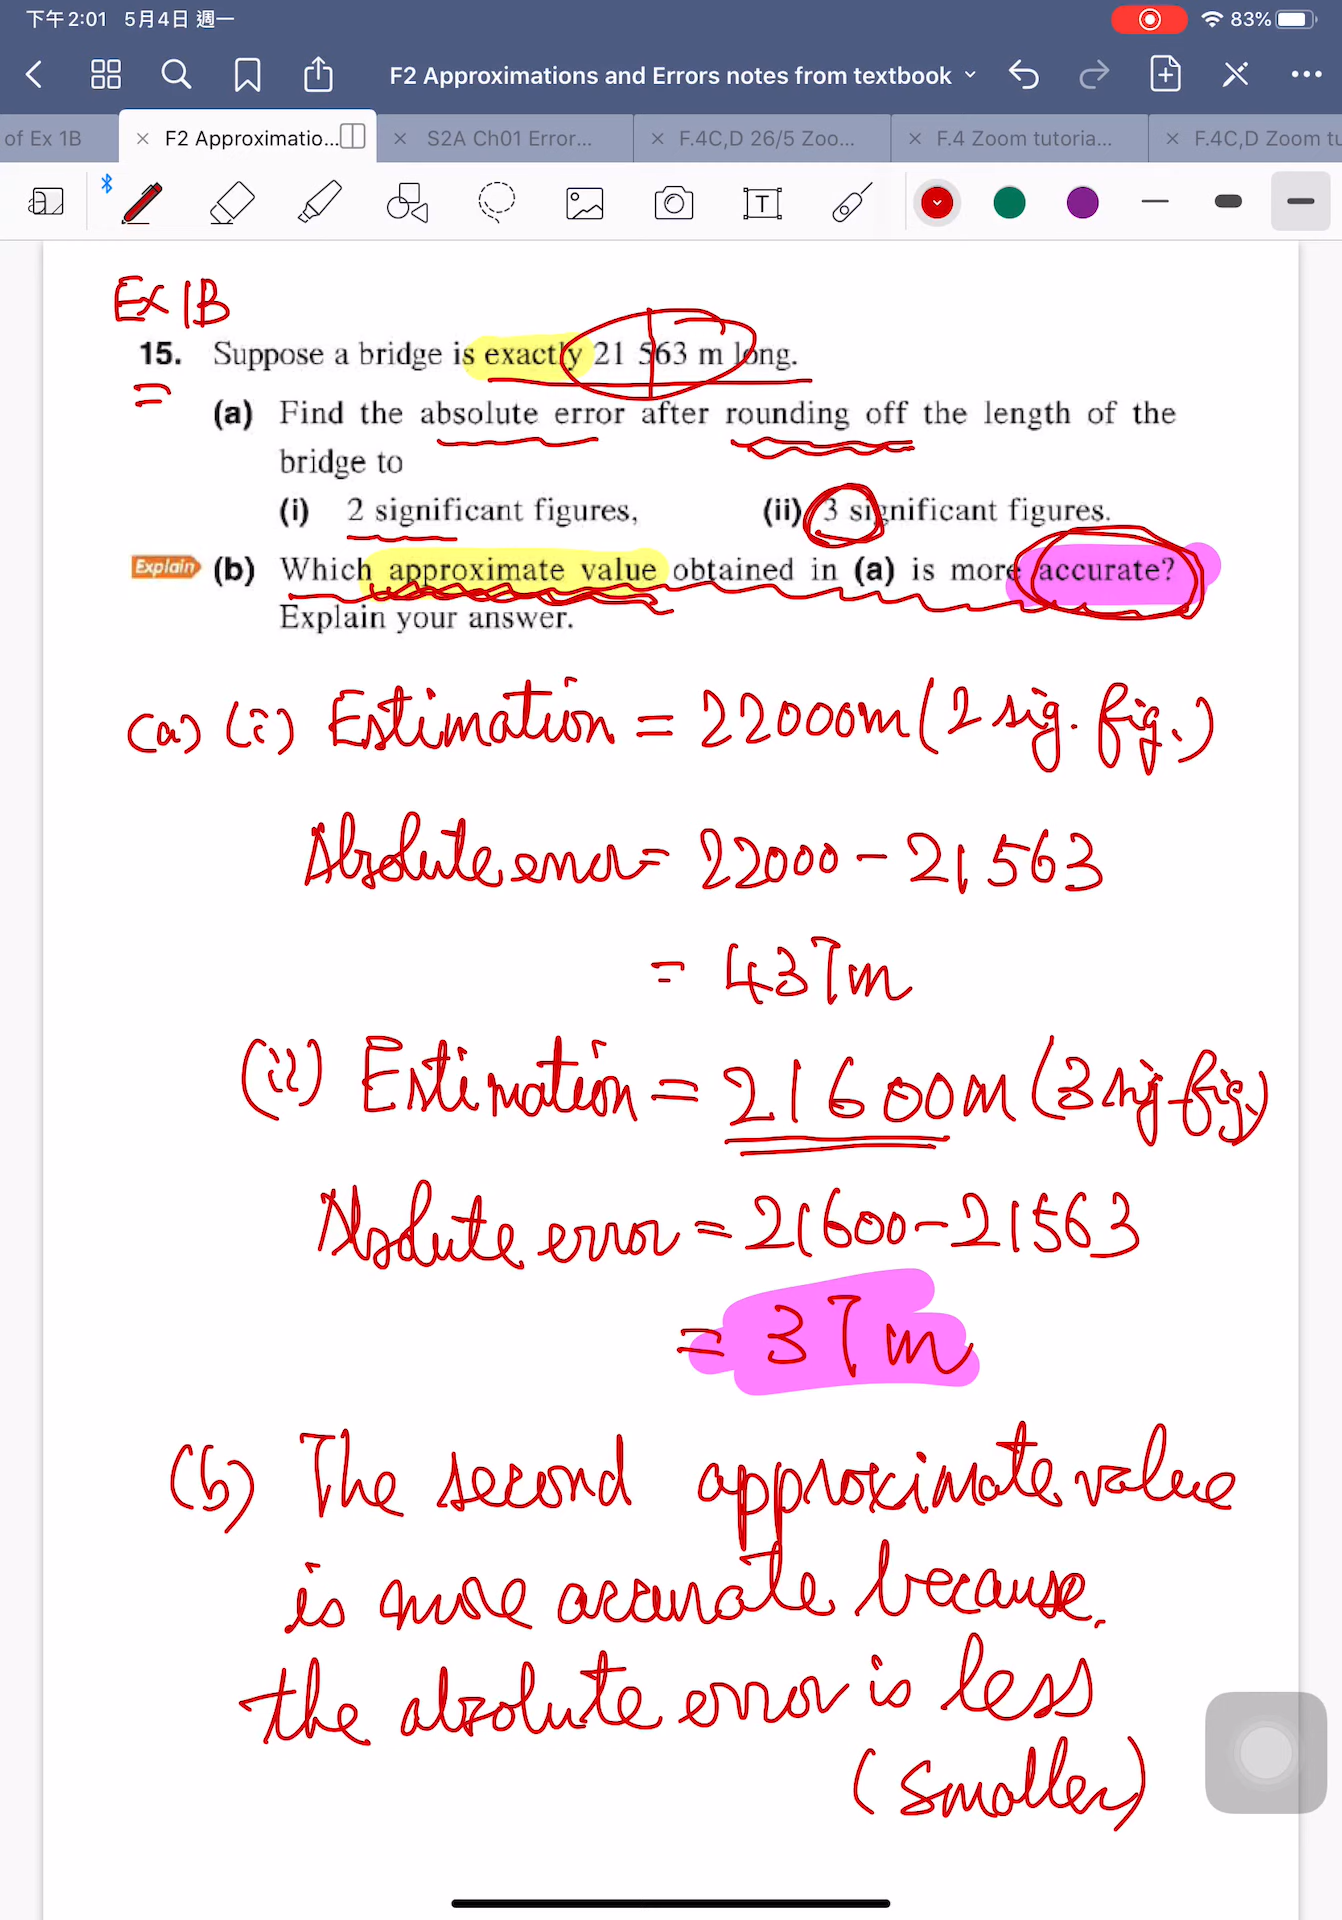 下午2:01 5月4日 週一 83%
F2 Approximations and Errors notes from textbook
of Ex 1B × F2 Approximatio... × S2A Ch01 Error... × F.4C,D 26/5 Zoo... × F.4 Zoom tutoria... × F.4C,D Zoom tu
Ex 1B
15. Suppose a bridge is exactly 21 563 m long.
(a) Find the absolute error after rounding off the length of the
bridge to
(i) 2 significant figures, (ii) 3 significant figures.
Explain (b) Which approximate value obtained in (a) is more accurate?
Explain your answer.
(a) (i) Estimation = 22000m (2 sig. fig.)
Absolute error = 22000 - 21563
= 437m
(ii) Estimation = 21600m (3 sig. fig.)
Absolute error = 21600 - 21563
= 37m
(b) The second approximate value
is more accurate because
the absolute error is less
(smaller)